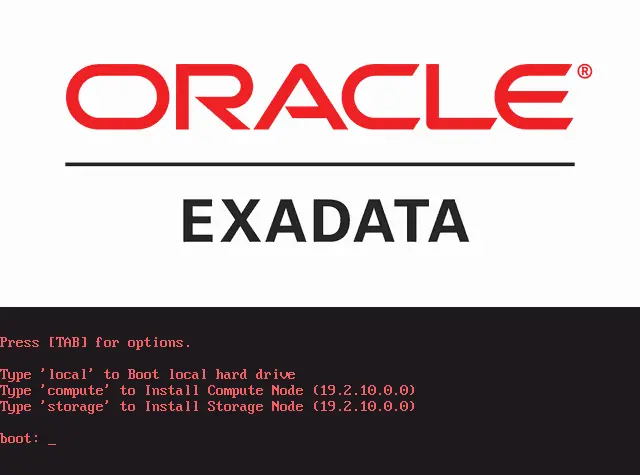 ORACLE®
EXADATA
Press [TAB] for options.
Type 'local' to Boot local hard drive
Type 'compute' to Install Compute Node (19.2.10.0.0)
Type 'storage' to Install Storage Node (19.2.10.0.0)
boot: _